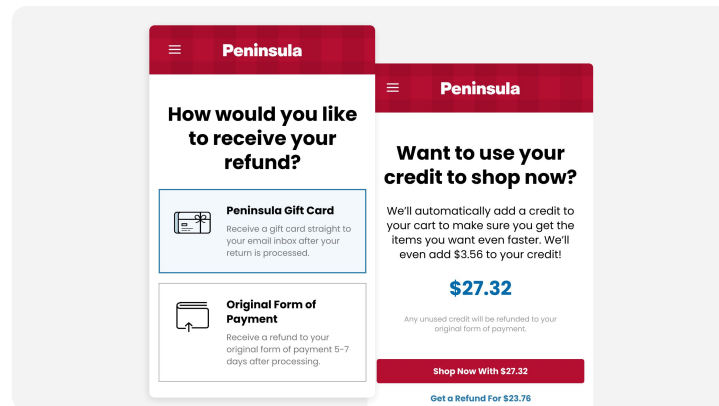 Peninsula
How would you like
to receive your
refund?
Peninsula Gift Card
Receive a gift card straight to
your email inbox after your
return is processed.
Original Form of
Payment
Receive a refund to your
original form of payment 5-7
days after processing.
Peninsula
Want to use your
credit to shop now?
We’ll automatically add a credit to
your cart to make sure you get the
items you want even faster. We’ll
even add $3.56 to your credit!
$27.32
Any unused credit will be refunded to your
original form of payment.
Shop Now With $27.32
Get a Refund For $23.76